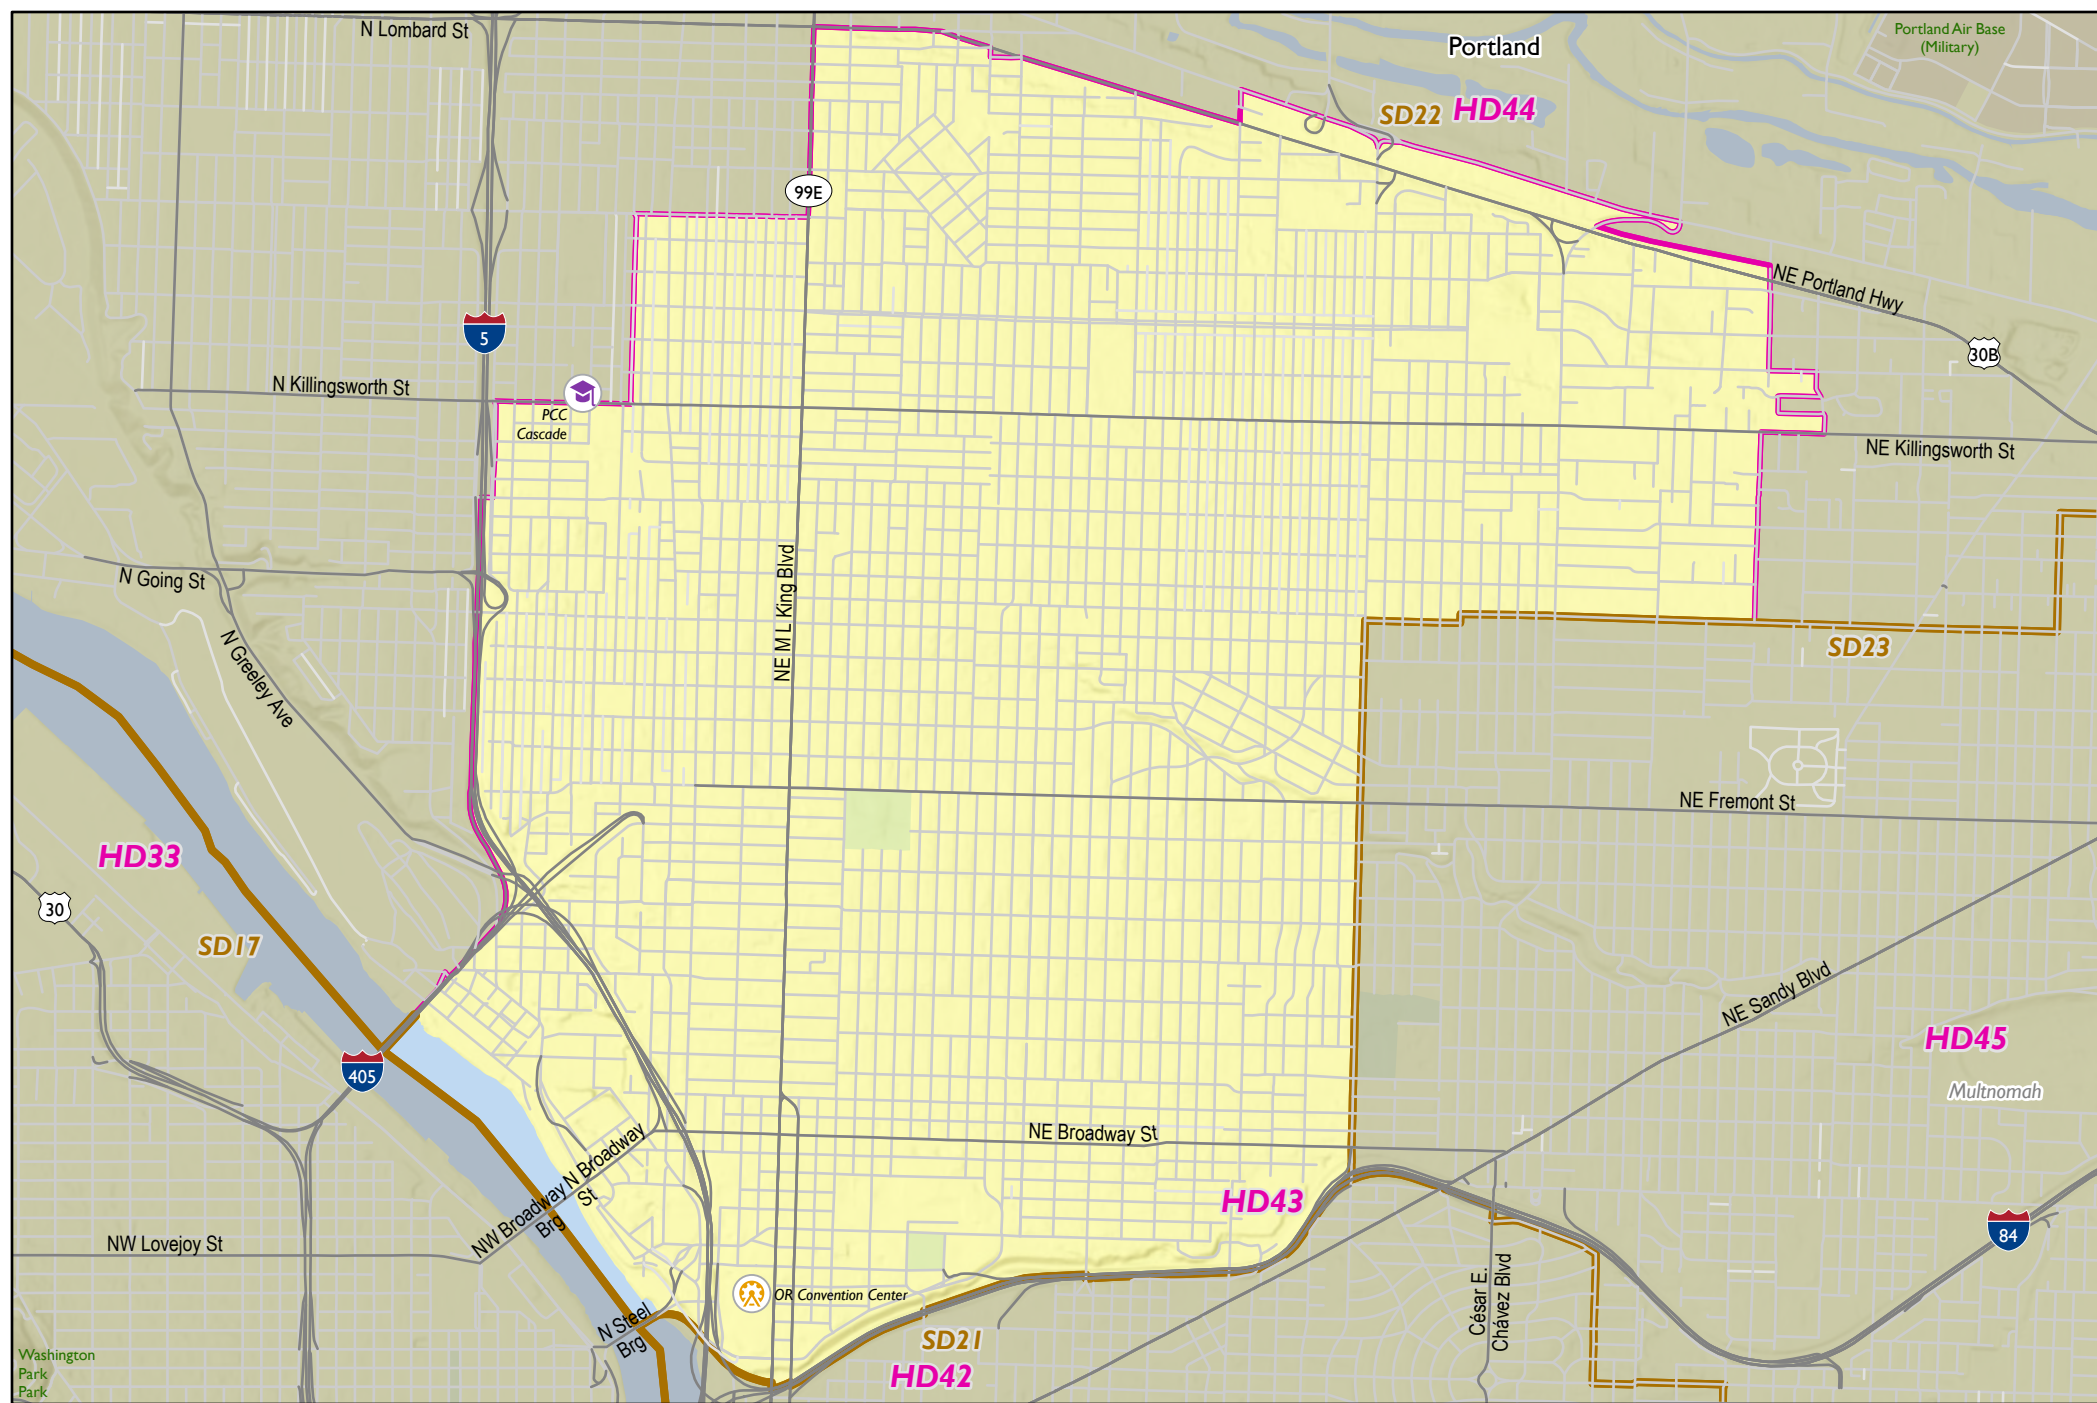 N Lombard St
Portland
Portland Air Base
(Military)
SD22 HD44
99E
NE Portland Hwy
5
30B
N Killingsworth St
PCC
Cascade
NE Killingsworth St
N Going St
NE M L King Blvd
N Greeley Ave
SD23
NE Fremont St
HD33
30
SD17
NE Sandy Blvd
HD45
405
Multnomah
NE Broadway St
N Broadway
St
NW Broadway
Brg
HD43
NW Lovejoy St
84
OR Convention Center
César E.
Chávez Blvd
N Steel
Brg
SD21
HD42
Washington
Park
Park